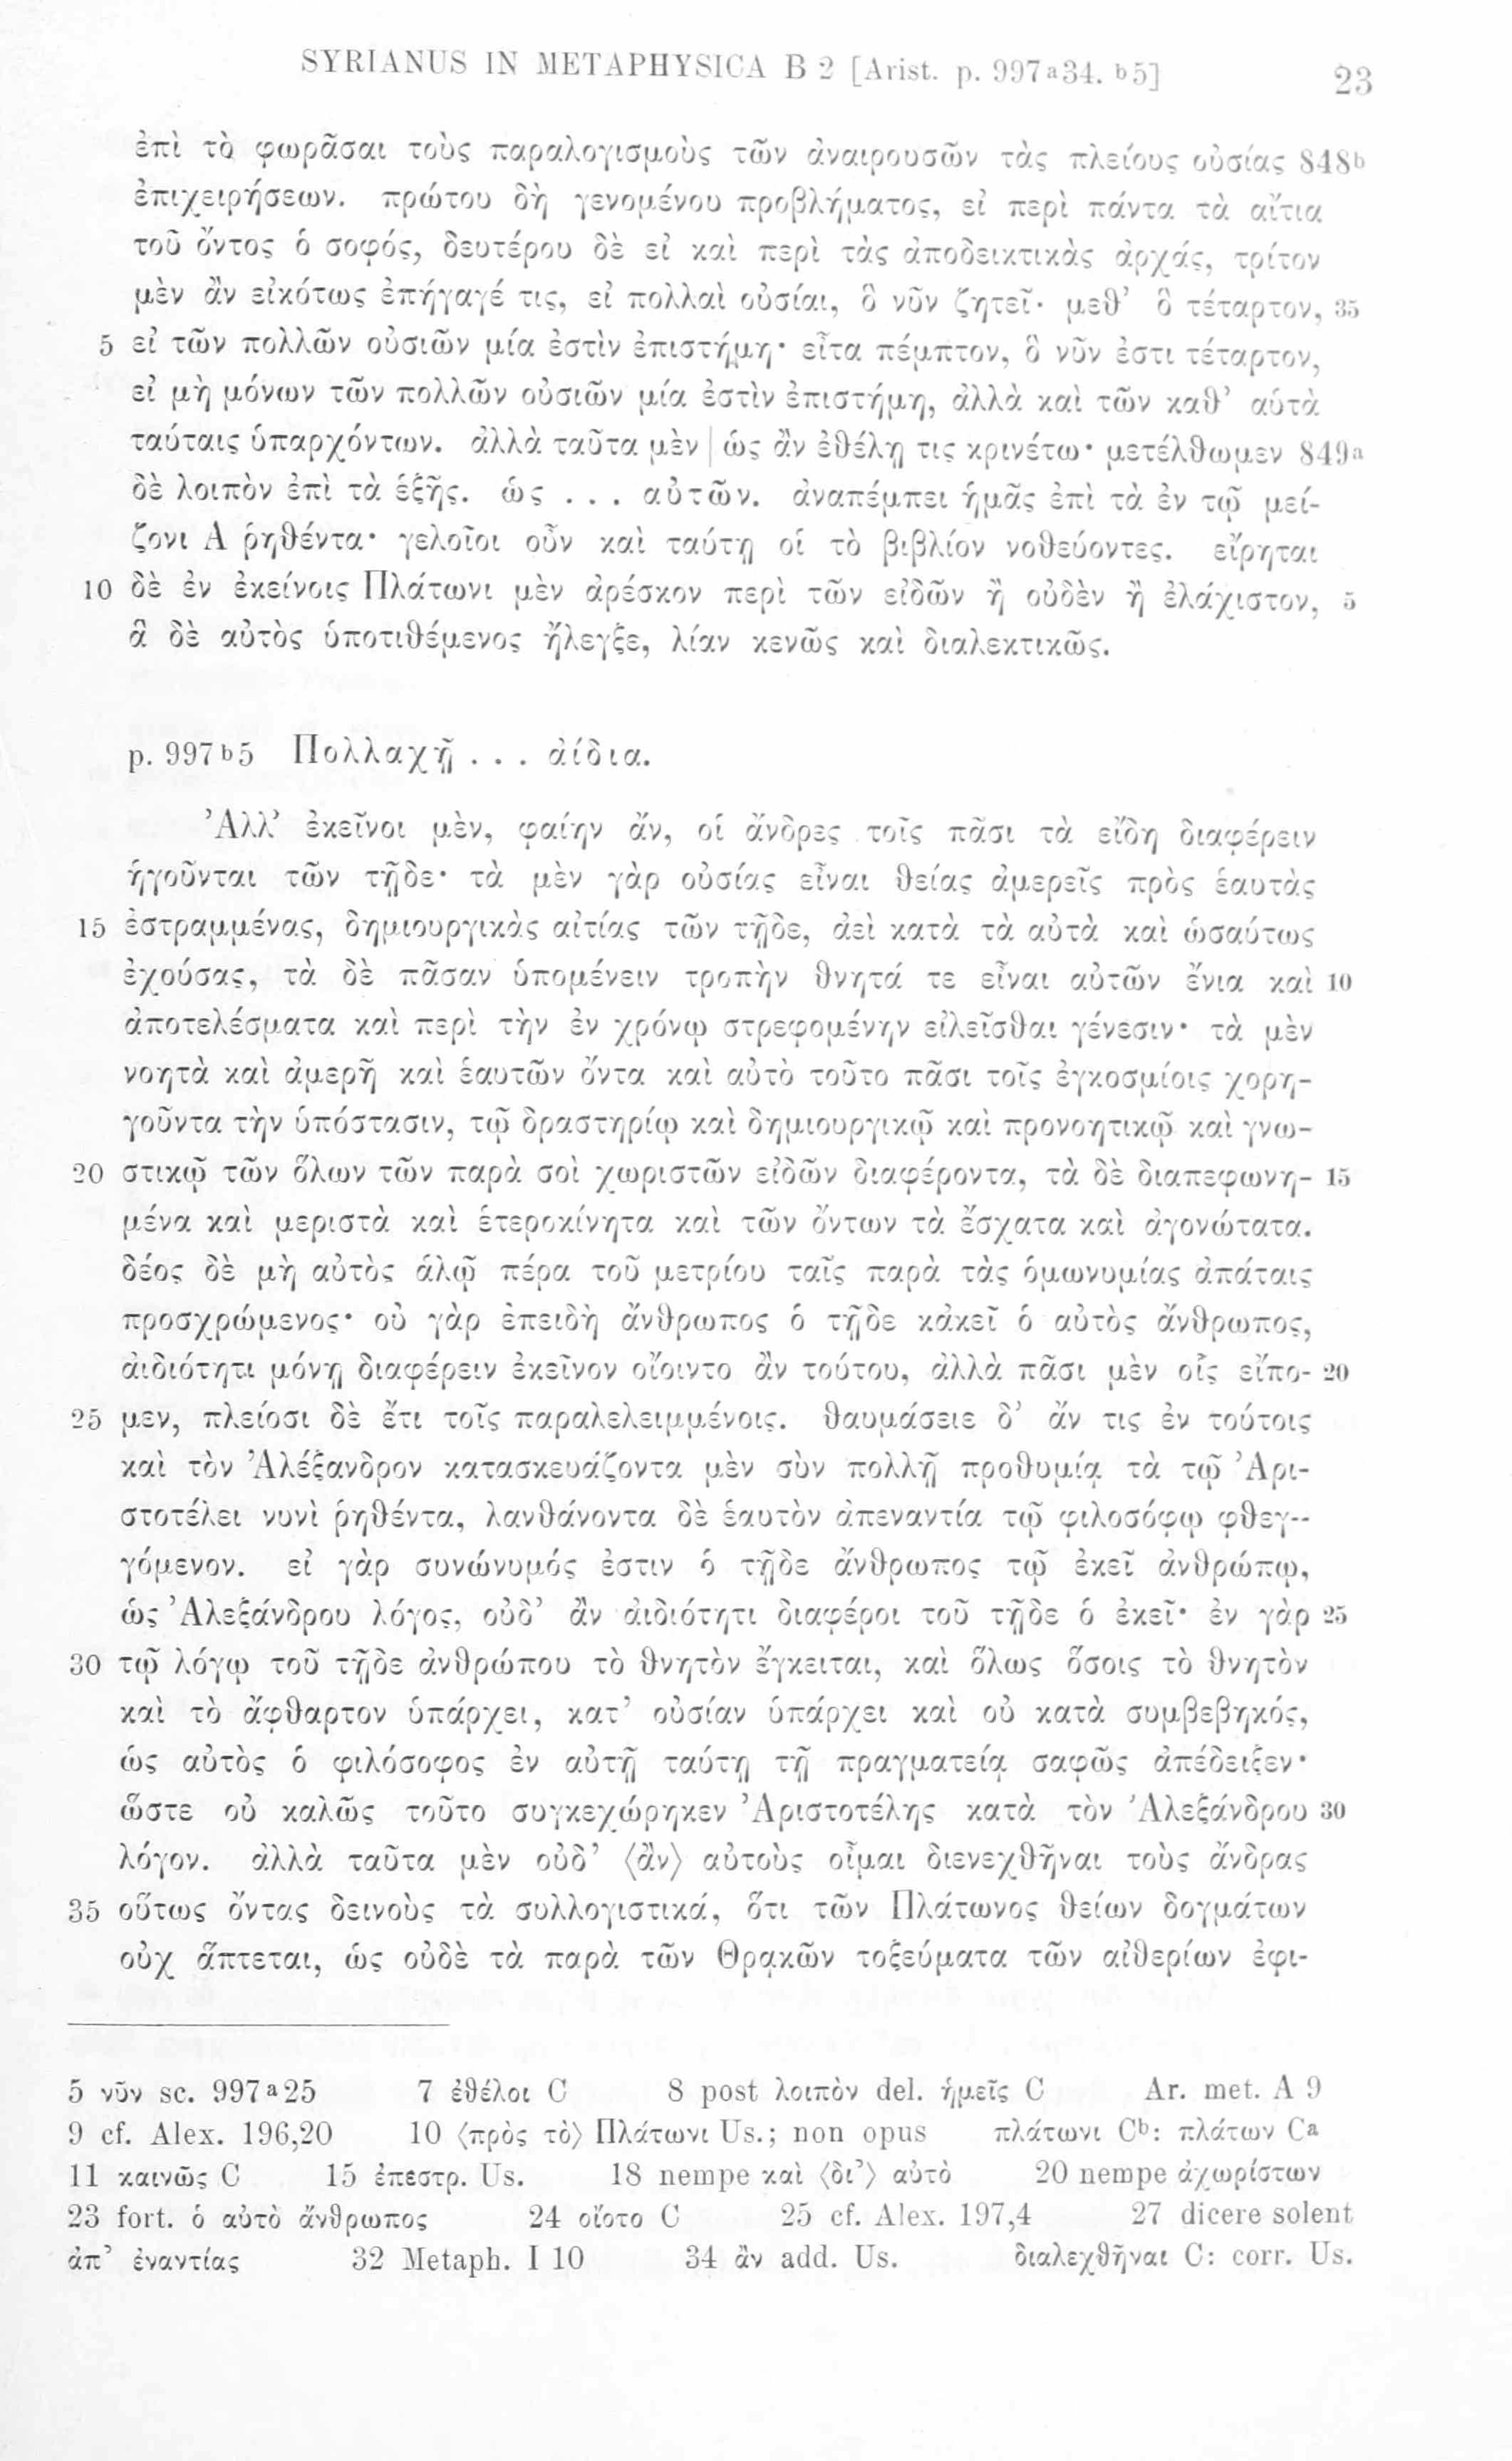 SYRIANUS IN METAPHYSICA B 2 [Arist. p. 997a34. b5] 23
ἐπὶ τὸ φωρᾶσαι τοὺς παραλογισμοὺς τῶν ἀναιρουσῶν τὰς πλείους οὐσίας 848b
ἐπιχειρήσεων. πρώτου δὴ γενομένου προβλήματος, εἰ περὶ πάντα τὰ αἴτια
τοῦ ὄντος ὁ σοφός, δευτέρου δὲ εἰ καὶ περὶ τὰς ἀποδεικτικὰς ἀρχάς, τρίτον
μὲν ἂν εἰκότως ἐπήγαγέ τις, εἰ πολλαὶ οὐσίαι, ὃ νῦν ζητεῖ· μεθ’ ὃ τέταρτον, 35
5 εἰ τῶν πολλῶν οὐσιῶν μία ἐστὶν ἐπιστήμη· εἶτα πέμπτον, ὃ νῦν ἐστι τέταρτον,
εἰ μὴ μόνων τῶν πολλῶν οὐσιῶν μία ἐστὶν ἐπιστήμη, ἀλλὰ καὶ τῶν καθ’ αὑτὰ
ταύταις ὑπαρχόντων. ἀλλὰ ταῦτα μὲν | ὡς ἂν ἐθέλῃ τις κρινέτω· μετέλθωμεν 849a
δὲ λοιπὸν ἐπὶ τὰ ἑξῆς. ὡς ... αὐτῶν. ἀναπέμπει ἡμᾶς ἐπὶ τὰ ἐν τῷ μεί-
ζονι Α ῥηθέντα· γελοῖοι οὖν καὶ ταύτῃ οἱ τὸ βιβλίον νοθεύοντες. εἴρηται
10 δὲ ἐν ἐκείνοις Πλάτωνι μὲν ἀρέσκον περὶ τῶν εἰδῶν ἢ οὐδὲν ἢ ἐλάχιστον, 5
ἃ δὲ αὐτὸς ὑποτιθέμενος ἤλεγξε, λίαν κενῶς καὶ διαλεκτικῶς.
p. 997b5 Πολλαχῇ ... ἀίδια.
Ἀλλ’ ἐκεῖνοι μὲν, φαίην ἄν, οἱ ἄνδρες τοῖς πᾶσι τὰ εἴδη διαφέρειν
ἡγοῦνται τῶν τῇδε· τὰ μὲν γὰρ οὐσίας εἶναι θείας ἀμερεῖς πρὸς ἑαυτὰς
15 ἐστραμμένας, δημιουργικὰς αἰτίας τῶν τῇδε, ἀεὶ κατὰ τὰ αὐτὰ καὶ ὡσαύτως
ἐχούσας, τὰ δὲ πᾶσαν ὑπομένειν τροπὴν θνητά τε εἶναι αὐτῶν ἔνια καὶ 10
ἀποτελέσματα καὶ περὶ τὴν ἐν χρόνῳ στρεφομένην εἰλεῖσθαι γένεσιν· τὰ μὲν
νοητὰ καὶ ἀμερῆ καὶ ἑαυτῶν ὄντα καὶ αὐτὸ τοῦτο πᾶσι τοῖς ἐγκοσμίοις χορη-
γοῦντα τὴν ὑπόστασιν, τῷ δραστηρίῳ καὶ δημιουργικῷ καὶ προνοητικῷ καὶ γνω-
20 στικῷ τῶν ὅλων τῶν παρὰ σοὶ χωριστῶν εἰδῶν διαφέροντα, τὰ δὲ διαπεφωνη- 15
μένα καὶ μεριστὰ καὶ ἑτεροκίνητα καὶ τῶν ὄντων τὰ ἔσχατα καὶ ἀγονώτατα.
δέος δὲ μὴ αὐτὸς ἁλῷ πέρα τοῦ μετρίου ταῖς παρὰ τὰς ὁμωνυμίας ἀπάταις
προσχρώμενος· οὐ γὰρ ἐπειδὴ ἄνθρωπος ὁ τῇδε κἀκεῖ ὁ αὐτὸς ἄνθρωπος,
ἀιδιότητι μόνῃ διαφέρειν ἐκεῖνον οἴοιντο ἂν τούτου, ἀλλὰ πᾶσι μὲν οἷς εἴπο- 20
25 μεν, πλείοσι δὲ ἔτι τοῖς παραλελειμμένοις. θαυμάσειε δ’ ἄν τις ἐν τούτοις
καὶ τὸν Ἀλέξανδρον κατασκευάζοντα μὲν σὺν πολλῇ προθυμίᾳ τὰ τῷ Ἀρι-
στοτέλει νυνὶ ῥηθέντα, λανθάνοντα δὲ ἑαυτὸν ἀπεναντία τῷ φιλοσόφῳ φθεγ-
γόμενον. εἰ γὰρ συνώνυμός ἐστιν ὁ τῇδε ἄνθρωπος τῷ ἐκεῖ ἀνθρώπῳ,
ὡς Ἀλεξάνδρου λόγος, οὐδ’ ἂν ἀιδιότητι διαφέροι τοῦ τῇδε ὁ ἐκεῖ· ἐν γὰρ 25
30 τῷ λόγῳ τοῦ τῇδε ἀνθρώπου τὸ θνητὸν ἔγκειται, καὶ ὅλως ὅσοις τὸ θνητὸν
καὶ τὸ ἄφθαρτον ὑπάρχει, κατ’ οὐσίαν ὑπάρχει καὶ οὐ κατὰ συμβεβηκός,
ὡς αὐτὸς ὁ φιλόσοφος ἐν αὐτῇ ταύτῃ τῇ πραγματείᾳ σαφῶς ἀπέδειξεν·
ὥστε οὐ καλῶς τοῦτο συγκεχώρηκεν Ἀριστοτέλης κατὰ τὸν Ἀλεξάνδρου 30
λόγον. ἀλλὰ ταῦτα μὲν οὐδ’ ⟨ἂν⟩ αὐτοὺς οἶμαι διενεχθῆναι τοὺς ἄνδρας
35 οὕτως ὄντας δεινοὺς τὰ συλλογιστικά, ὅτι τῶν Πλάτωνος θείων δογμάτων
οὐχ ἅπτεται, ὡς οὐδὲ τὰ παρὰ τῶν Θρᾳκῶν τοξεύματα τῶν αἰθερίων ἐφι-
5 νῦν sc. 997a25 7 ἐθέλοι C 8 post λοιπὸν del. ἡμεῖς C Ar. met. A 9
9 cf. Alex. 196,20 10 ⟨πρὸς τὸ⟩ Πλάτωνι Us.; non opus πλάτωνι Cb: πλάτων Ca
11 καινῶς C 15 ἐπεστρ. Us. 18 nempe καὶ ⟨δι’⟩ αὐτὸ 20 nempe ἀχωρίστων
23 fort. ὁ αὐτὸ ἄνθρωπος 24 οἴοτο C 25 cf. Alex. 197,4 27 dicere solent
ἀπ’ ἐναντίας 32 Metaph. I 10 34 ἂν add. Us. διαλεχθῆναι C: corr. Us.